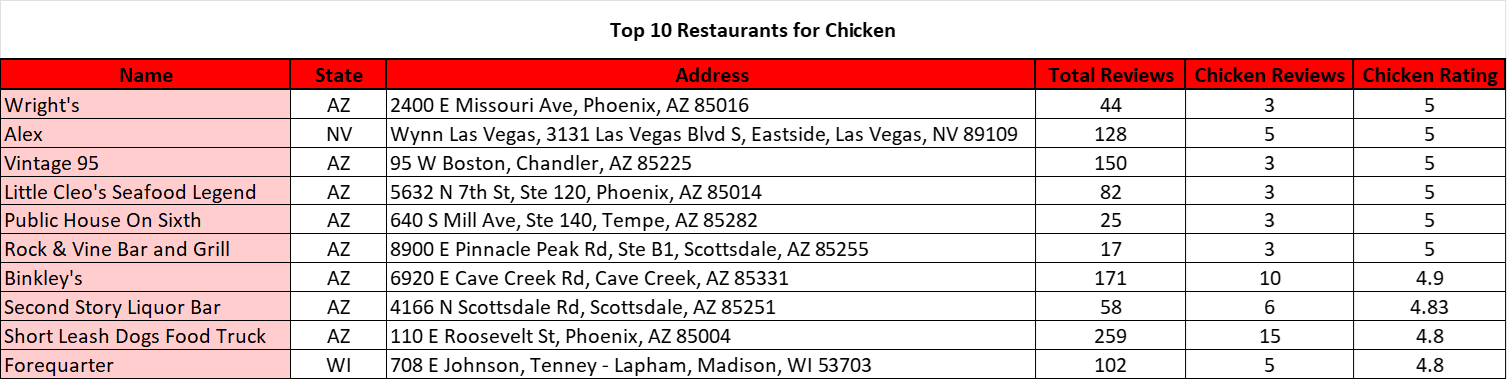 Top 10 Restaurants for Chicken
Name State Address Total Reviews Chicken Reviews Chicken Rating
Wright's AZ 2400 E Missouri Ave, Phoenix, AZ 85016 44 3 5
Alex NV Wynn Las Vegas, 3131 Las Vegas Blvd S, Eastside, Las Vegas, NV 89109 128 5 5
Vintage 95 AZ 95 W Boston, Chandler, AZ 85225 150 3 5
Little Cleo's Seafood Legend AZ 5632 N 7th St, Ste 120, Phoenix, AZ 85014 82 3 5
Public House On Sixth AZ 640 S Mill Ave, Ste 140, Tempe, AZ 85282 25 3 5
Rock & Vine Bar and Grill AZ 8900 E Pinnacle Peak Rd, Ste B1, Scottsdale, AZ 85255 17 3 5
Binkley's AZ 6920 E Cave Creek Rd, Cave Creek, AZ 85331 171 10 4.9
Second Story Liquor Bar AZ 4166 N Scottsdale Rd, Scottsdale, AZ 85251 58 6 4.83
Short Leash Dogs Food Truck AZ 110 E Roosevelt St, Phoenix, AZ 85004 259 15 4.8
Forequarter WI 708 E Johnson, Tenney - Lapham, Madison, WI 53703 102 5 4.8